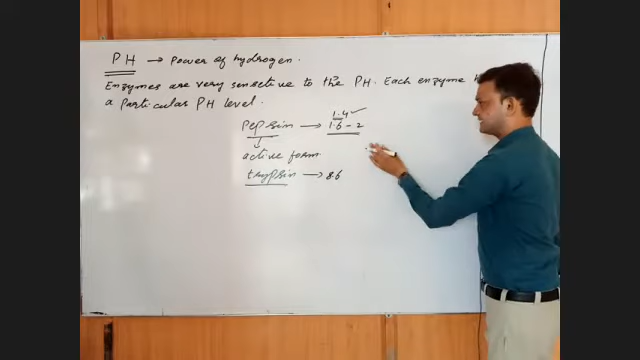 PH → Power of hydrogen.
Enzymes are very sensective to the PH. Each enzyme
a particular PH level.
1.4 ✓
Pepsin → 1.6 - 2
↓
active form.
trypsin → 8.6